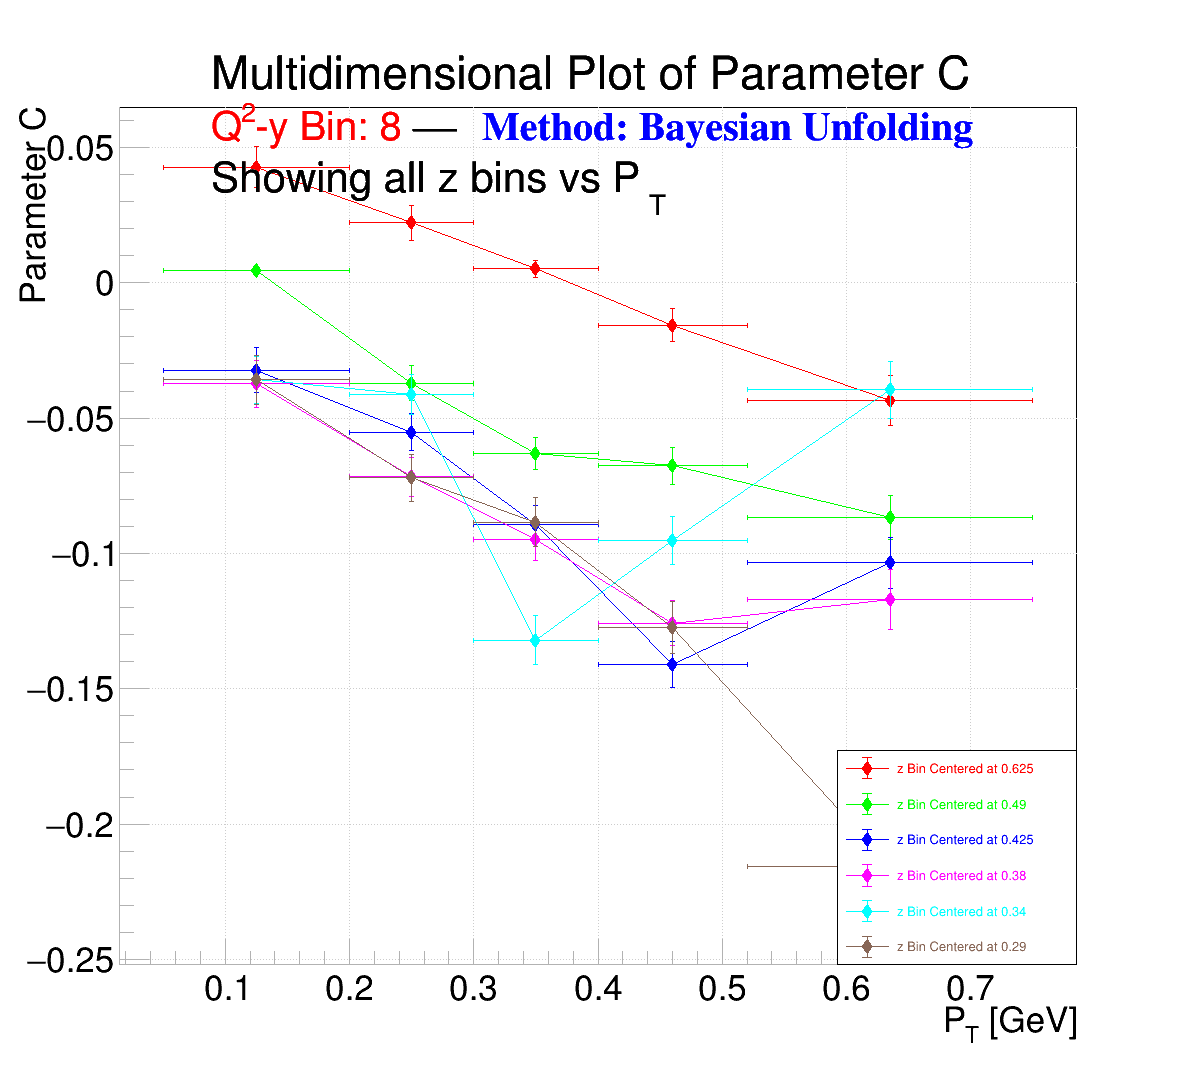 Multidimensional Plot of Parameter C
Q²-y Bin: 8 — Method: Bayesian Unfolding
Showing all z bins vs P_T
Parameter C
0.05
0
−0.05
−0.1
−0.15
−0.2
−0.25
z Bin Centered at 0.625
z Bin Centered at 0.49
z Bin Centered at 0.425
z Bin Centered at 0.38
z Bin Centered at 0.34
z Bin Centered at 0.29
0.1 0.2 0.3 0.4 0.5 0.6 0.7
P_T [GeV]